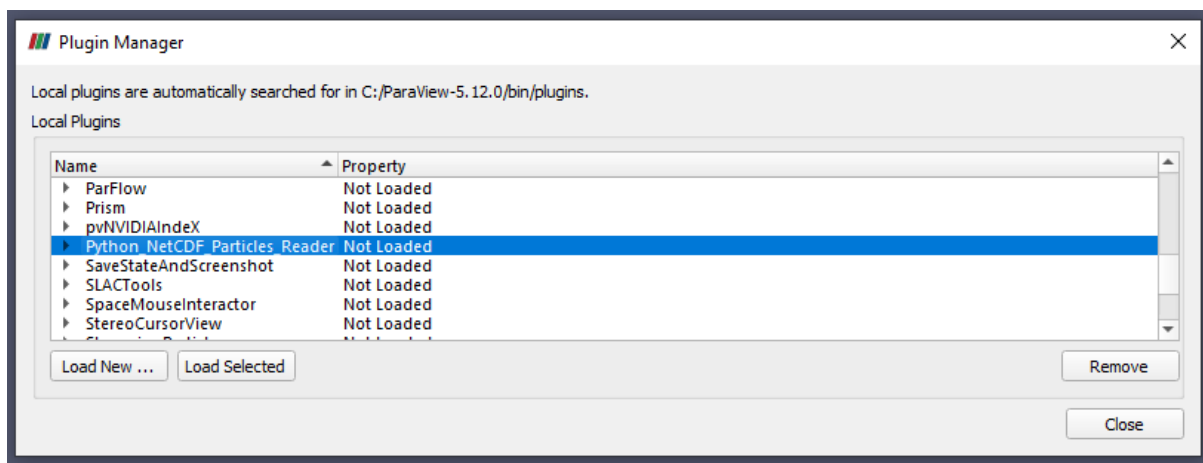 Plugin Manager
Local plugins are automatically searched for in C:/ParaView-5.12.0/bin/plugins.
Local Plugins
Name Property
ParFlow Not Loaded
Prism Not Loaded
pvNVIDIAIndeX Not Loaded
Python_NetCDF_Particles_Reader Not Loaded
SaveStateAndScreenshot Not Loaded
SLACTools Not Loaded
SpaceMouseInteractor Not Loaded
StereoCursorView Not Loaded
Load New ... Load Selected Remove
Close